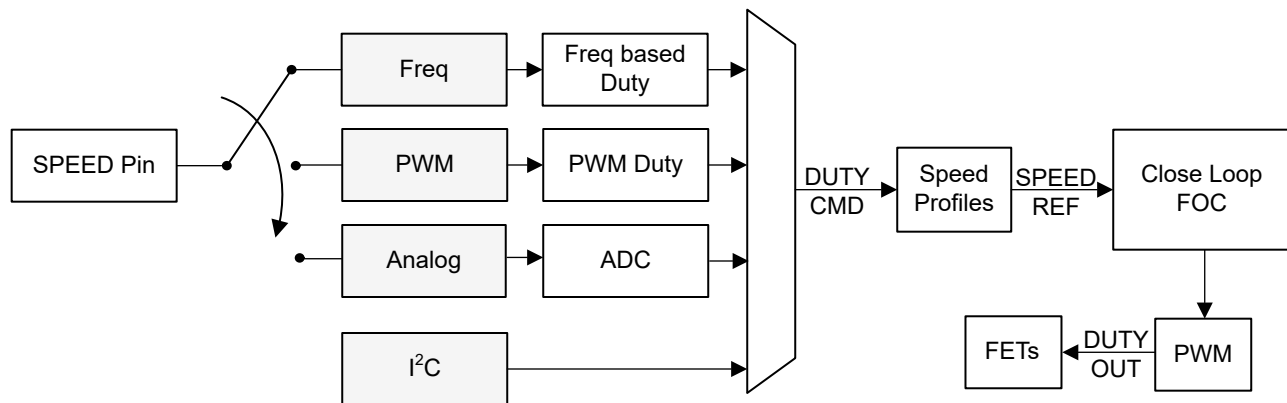 SPEED Pin
Freq
Freq based
Duty
PWM
PWM Duty
Analog
ADC
I²C
DUTY
CMD
Speed
Profiles
SPEED
REF
Close Loop
FOC
PWM
DUTY
OUT
FETs